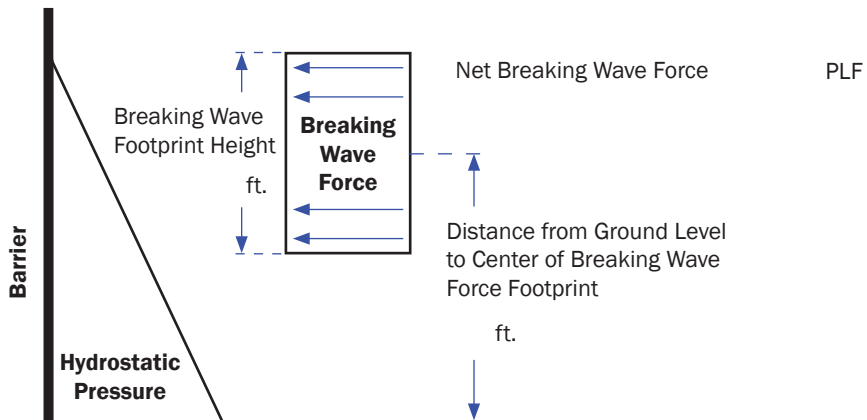 Net Breaking Wave Force PLF
Breaking Wave
Footprint Height
ft.
Breaking
Wave
Force
Distance from Ground Level
to Center of Breaking Wave
Force Footprint
ft.
Barrier
Hydrostatic
Pressure